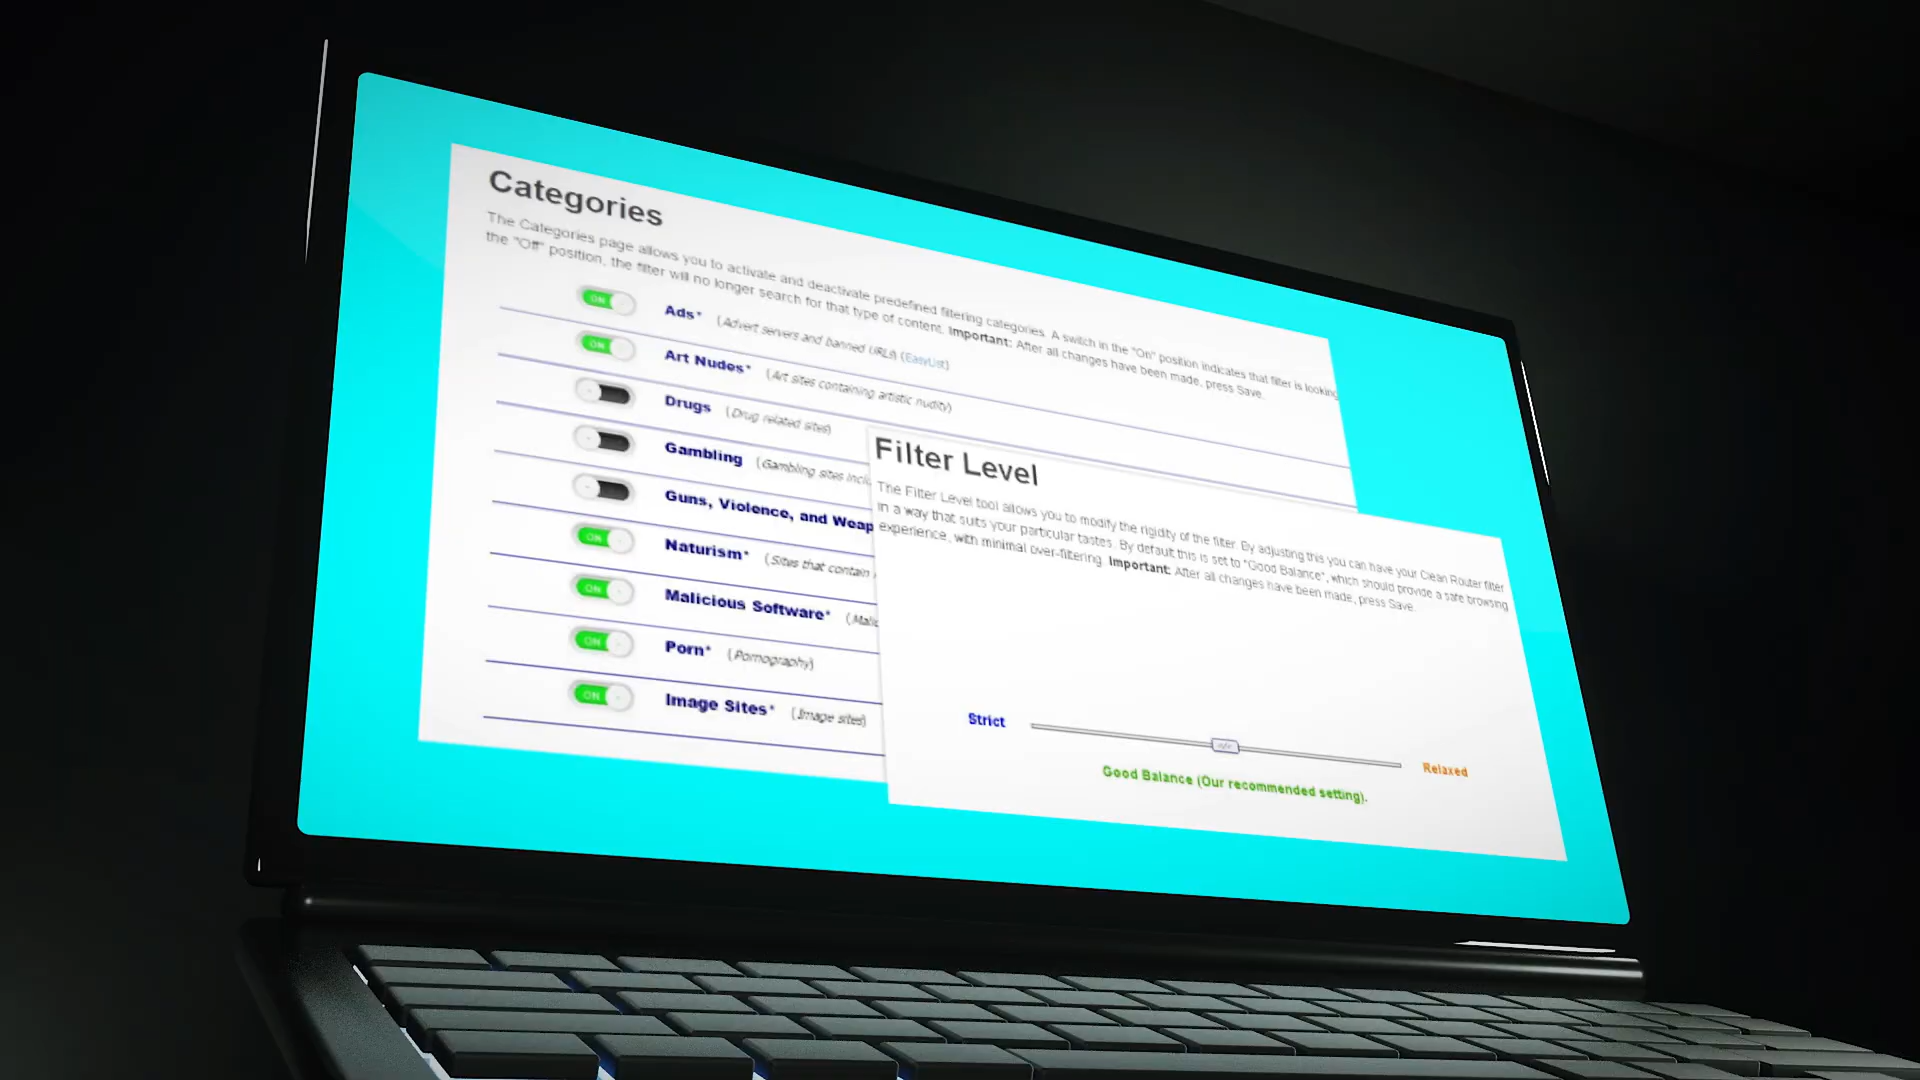 Categories
The Categories page allows you to activate and deactivate predefined filtering categories. A switch in the "On" position indicates that filter is looking
the "Off" position, the filter will no longer search for that type of content. Important: After all changes have been made, press Save.
ON Ads* (Advert servers and banned URLs) (EasyList)
ON Art Nudes* (Art sites containing artistic nudity)
Drugs (Drug related sites)
Gambling (Gambling sites
Guns, Violence, and
ON Naturism* (Sites that contain
ON Malicious Software*
ON Porn* (Pornography)
ON Image Sites* (Image sites)
Filter Level
The Filter Level tool allows you to modify the rigidity of the filter. By adjusting this you can have your Clean Router filter
in a way that suits your particular tastes. By default this is set to "Good Balance", which should provide a safe browsing
experience, with minimal over-filtering. Important: After all changes have been made, press Save.
Strict
Relaxed
Good Balance (Our recommended setting).